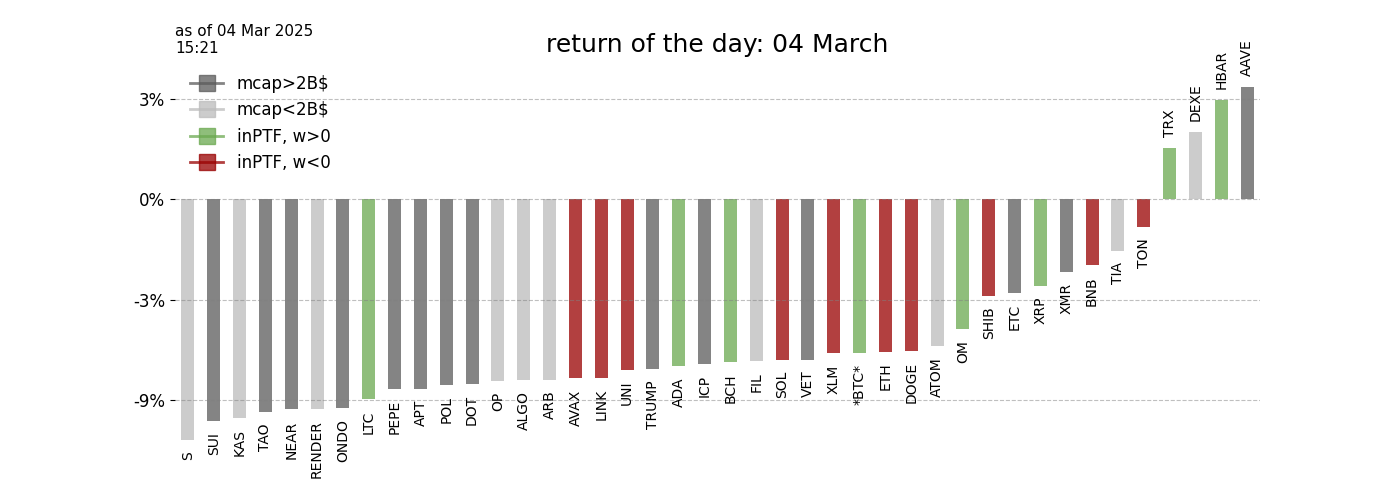 as of 04 Mar 2025
15:21
return of the day: 04 March
mcap>2B$
mcap<2B$
inPTF, w>0
inPTF, w<0
3%
0%
-3%
-9%
S
SUI
KAS
TAO
NEAR
RENDER
ONDO
LTC
PEPE
APT
POL
DOT
OP
ALGO
ARB
AVAX
LINK
UNI
TRUMP
ADA
ICP
BCH
FIL
SOL
VET
XLM
*BTC*
ETH
DOGE
ATOM
OM
SHIB
ETC
XRP
XMR
BNB
TIA
TON
TRX
DEXE
HBAR
AAVE